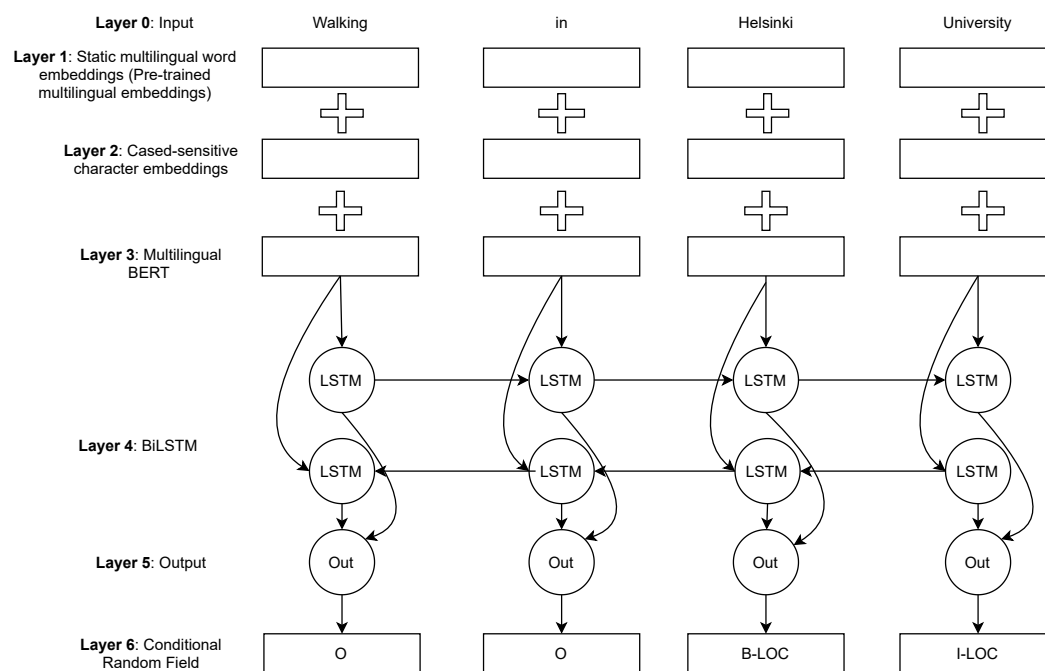 Layer 0: Input Walking in Helsinki University
Layer 1: Static multilingual word
embeddings (Pre-trained
multilingual embeddings)
Layer 2: Cased-sensitive
character embeddings
Layer 3: Multilingual
BERT
LSTM LSTM LSTM LSTM
Layer 4: BiLSTM
LSTM LSTM LSTM LSTM
Layer 5: Output Out Out Out Out
Layer 6: Conditional
Random Field
O O B-LOC I-LOC